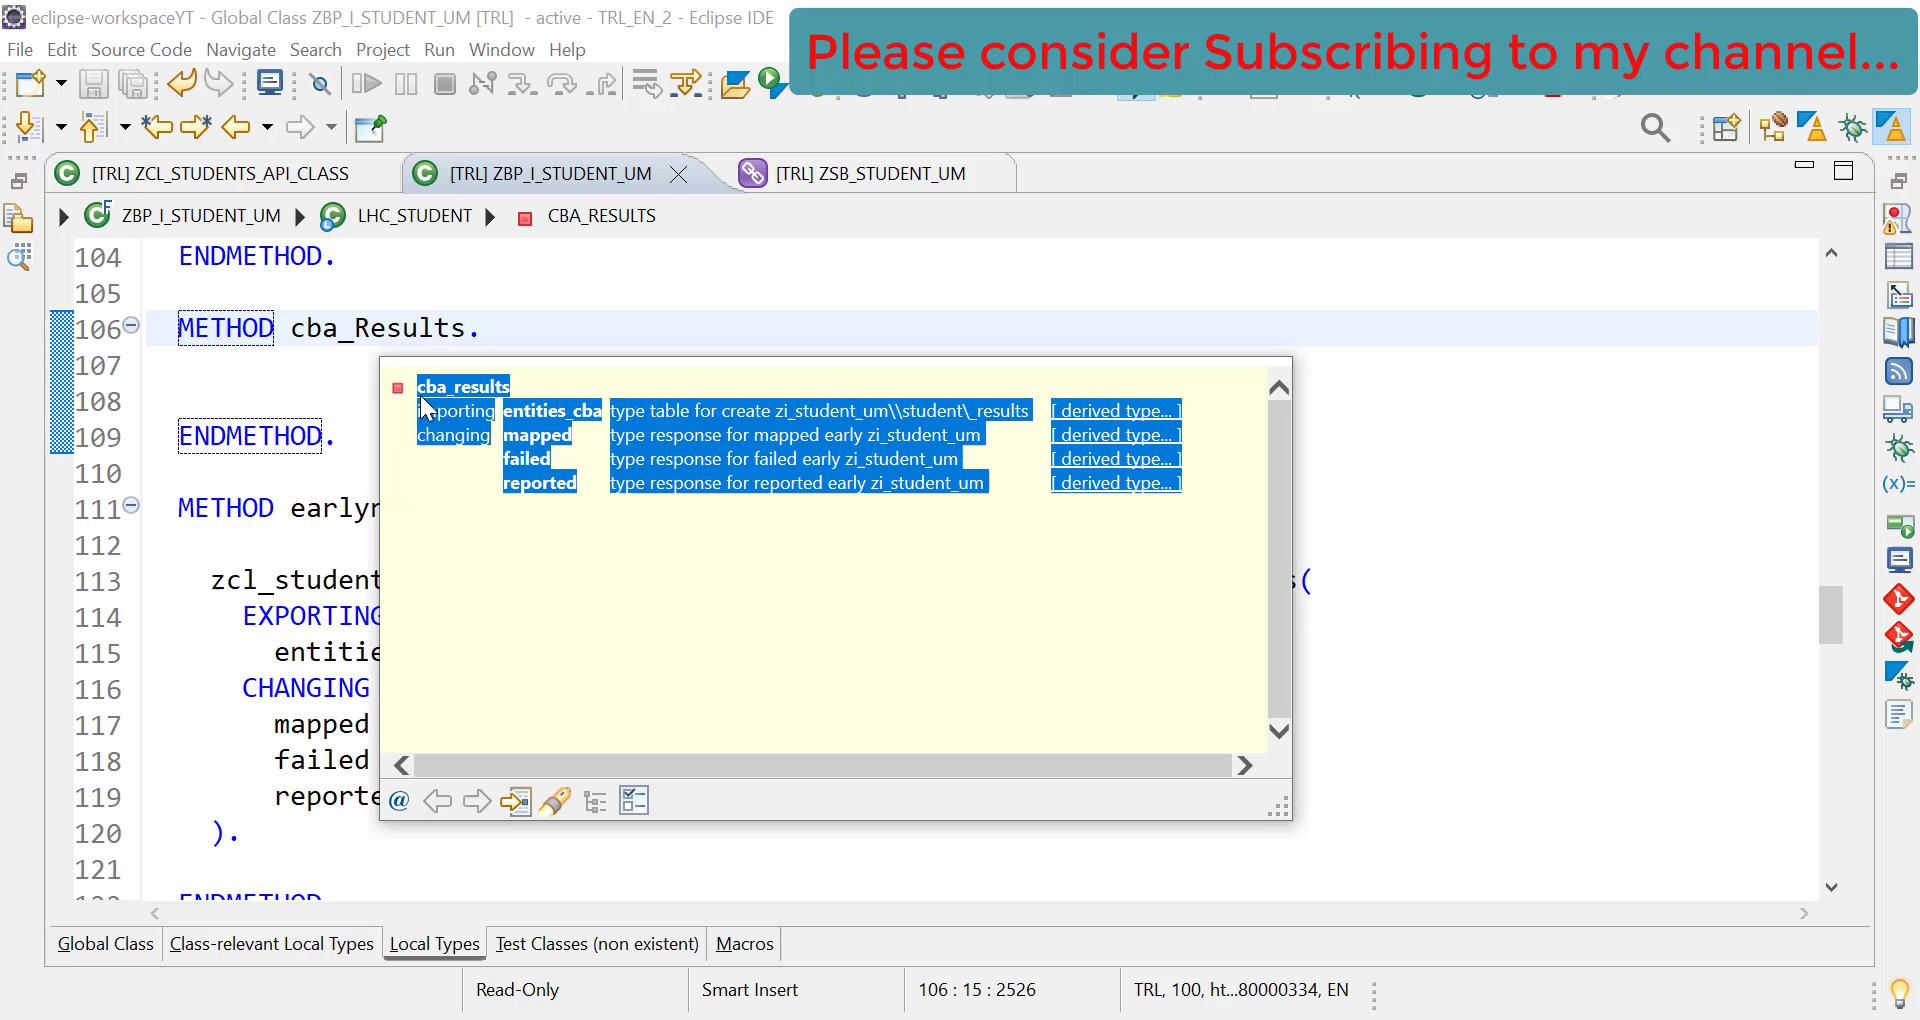 eclipse-workspaceYT - Global Class ZBP_I_STUDENT_UM [TRL] - active - TRL_EN_2 - Eclipse IDE
Please consider Subscribing to my channel...
File Edit Source Code Navigate Search Project Run Window Help
[TRL] ZCL_STUDENTS_API_CLASS [TRL] ZBP_I_STUDENT_UM [TRL] ZSB_STUDENT_UM
ZBP_I_STUDENT_UM LHC_STUDENT CBA_RESULTS
104 ENDMETHOD.
105
106 METHOD cba_Results.
107
108
109 ENDMETHOD.
110
111 METHOD
112
113 zcl_student s(
114 EXPORTING
115
116 CHANGING
117 mapped
118 failed
119
120 ).
121
cba_results
importing entities_cba type table for create zi_student_um\\student\_results [ derived type... ]
changing mapped type response for mapped early zi_student_um [ derived type... ]
failed type response for failed early zi_student_um [ derived type... ]
reported type response for reported early zi_student_um [ derived type... ]
(x)=
@
Global Class Class-relevant Local Types Local Types Test Classes (non existent) Macros
Read-Only Smart Insert 106 : 15 : 2526 TRL, 100, ht...80000334, EN